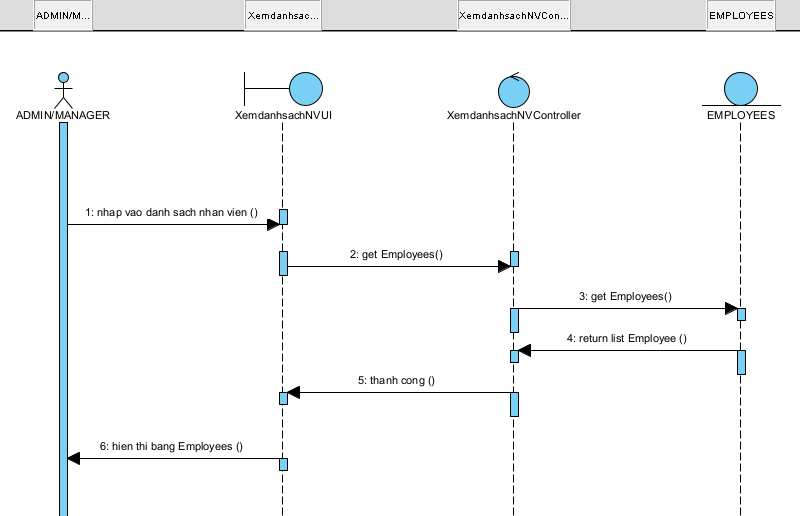 ADMIN/M...
Xemdanhsac...
XemdanhsachNVCon...
EMPLOYEES
ADMIN/MANAGER
XemdanhsachNVUI
XemdanhsachNVController
EMPLOYEES
1: nhap vao danh sach nhan vien ()
2: get Employees()
3: get Employees()
4: return list Employee ()
5: thanh cong ()
6: hien thi bang Employees ()